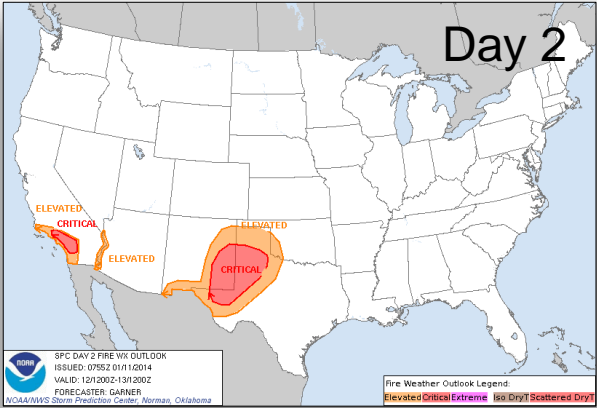 Day 2
ELEVATED
CRITICAL
ELEVATED
ELEVATED
CRITICAL
NOAA
SPC DAY 2 FIRE WX OUTLOOK
ISSUED: 0755Z 01/11/2014
VALID: 12/1200Z-13/1200Z
FORECASTER: GARNER
NOAA/NWS Storm Prediction Center, Norman, Oklahoma
Fire Weather Outlook Legend:
Elevated Critical Extreme Iso DryT Scattered DryT